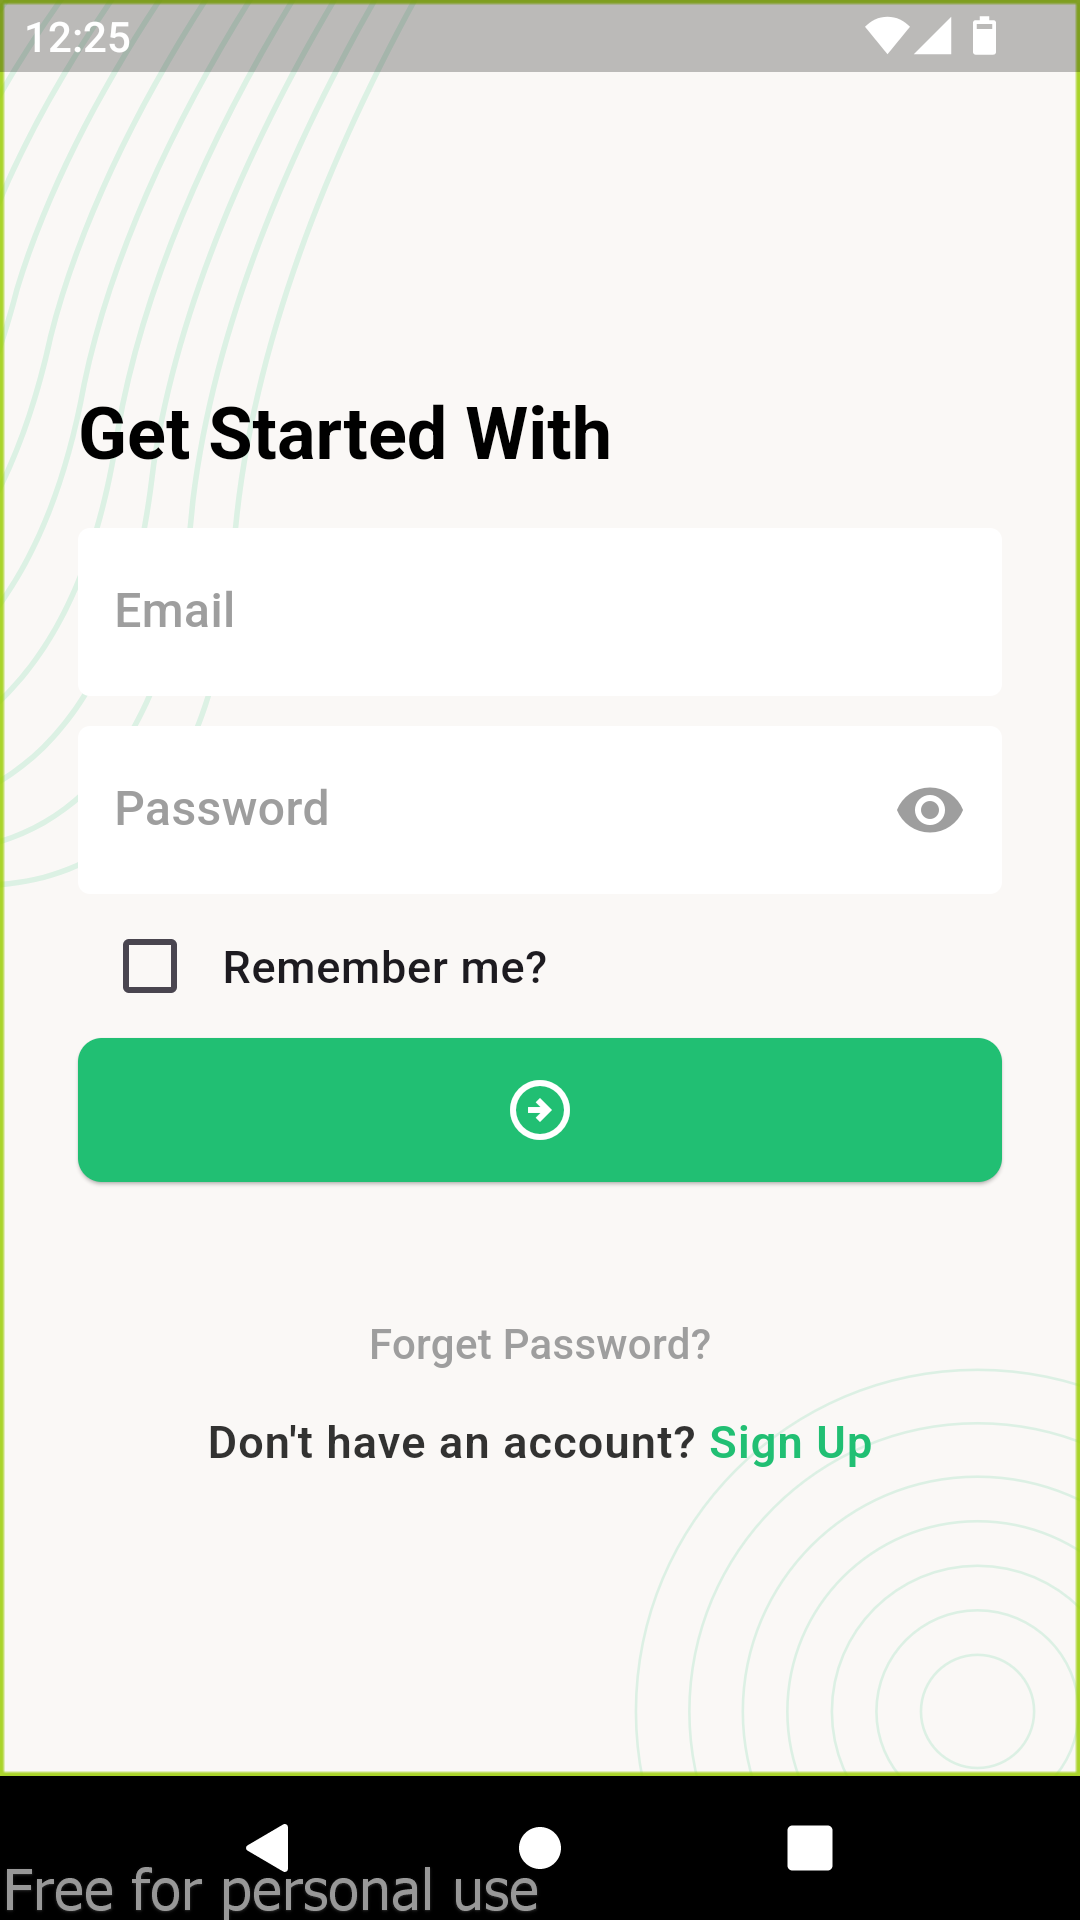 12:25
Get Started With
Email
Password
Remember me?
Forget Password?
Don't have an account? Sign Up
Free for personal use